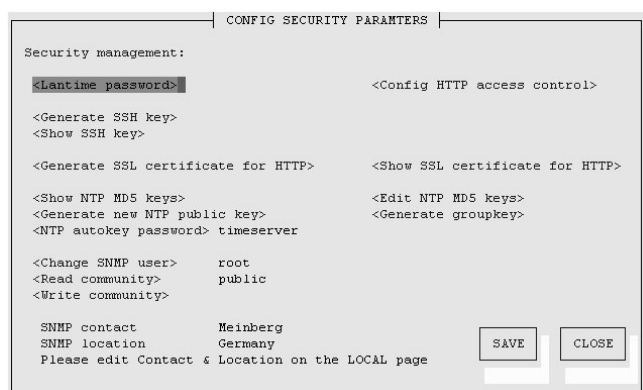 CONFIG SECURITY PARAMTERS
Security management:
<Lantime password> <Config HTTP access control>
<Generate SSH key>
<Show SSH key>
<Generate SSL certificate for HTTP> <Show SSL certificate for HTTP>
<Show NTP MD5 keys> <Edit NTP MD5 keys>
<Generate new NTP public key> <Generate groupkey>
<NTP autokey password> timeserver
<Change SNMP user> root
<Read community> public
<Write community>
SNMP contact Meinberg
SNMP location Germany
Please edit Contact & Location on the LOCAL page
SAVE CLOSE